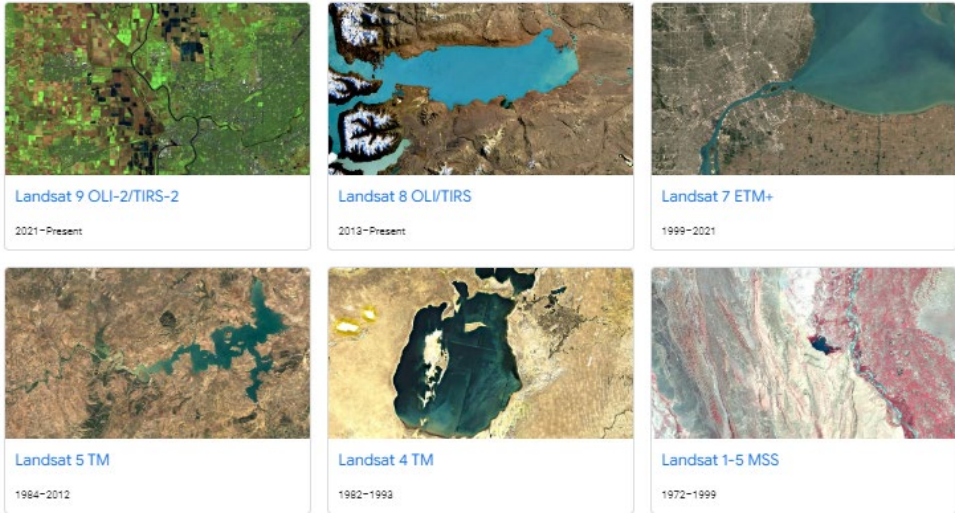 Landsat 9 OLI-2/TIRS-2
2021–Present
Landsat 8 OLI/TIRS
2013–Present
Landsat 7 ETM+
1999–2021
Landsat 5 TM
1984–2012
Landsat 4 TM
1982–1993
Landsat 1-5 MSS
1972–1999